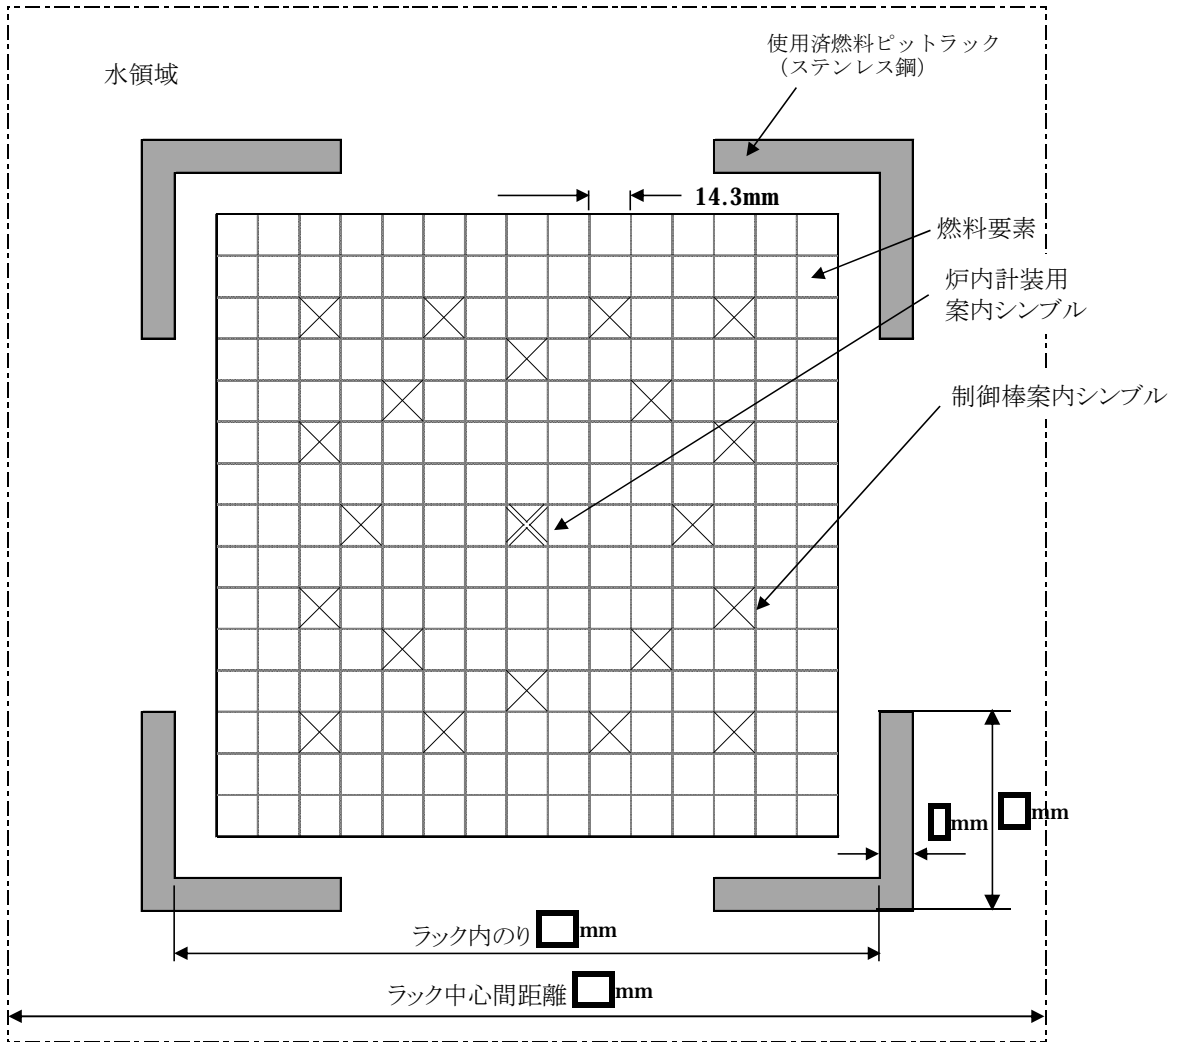 使用済燃料ピットラック
（ステンレス鋼）
水領域
14.3mm
燃料要素
炉内計装用
案内シンブル
制御棒案内シンブル
mm
mm
ラック内のり mm
ラック中心間距離 mm